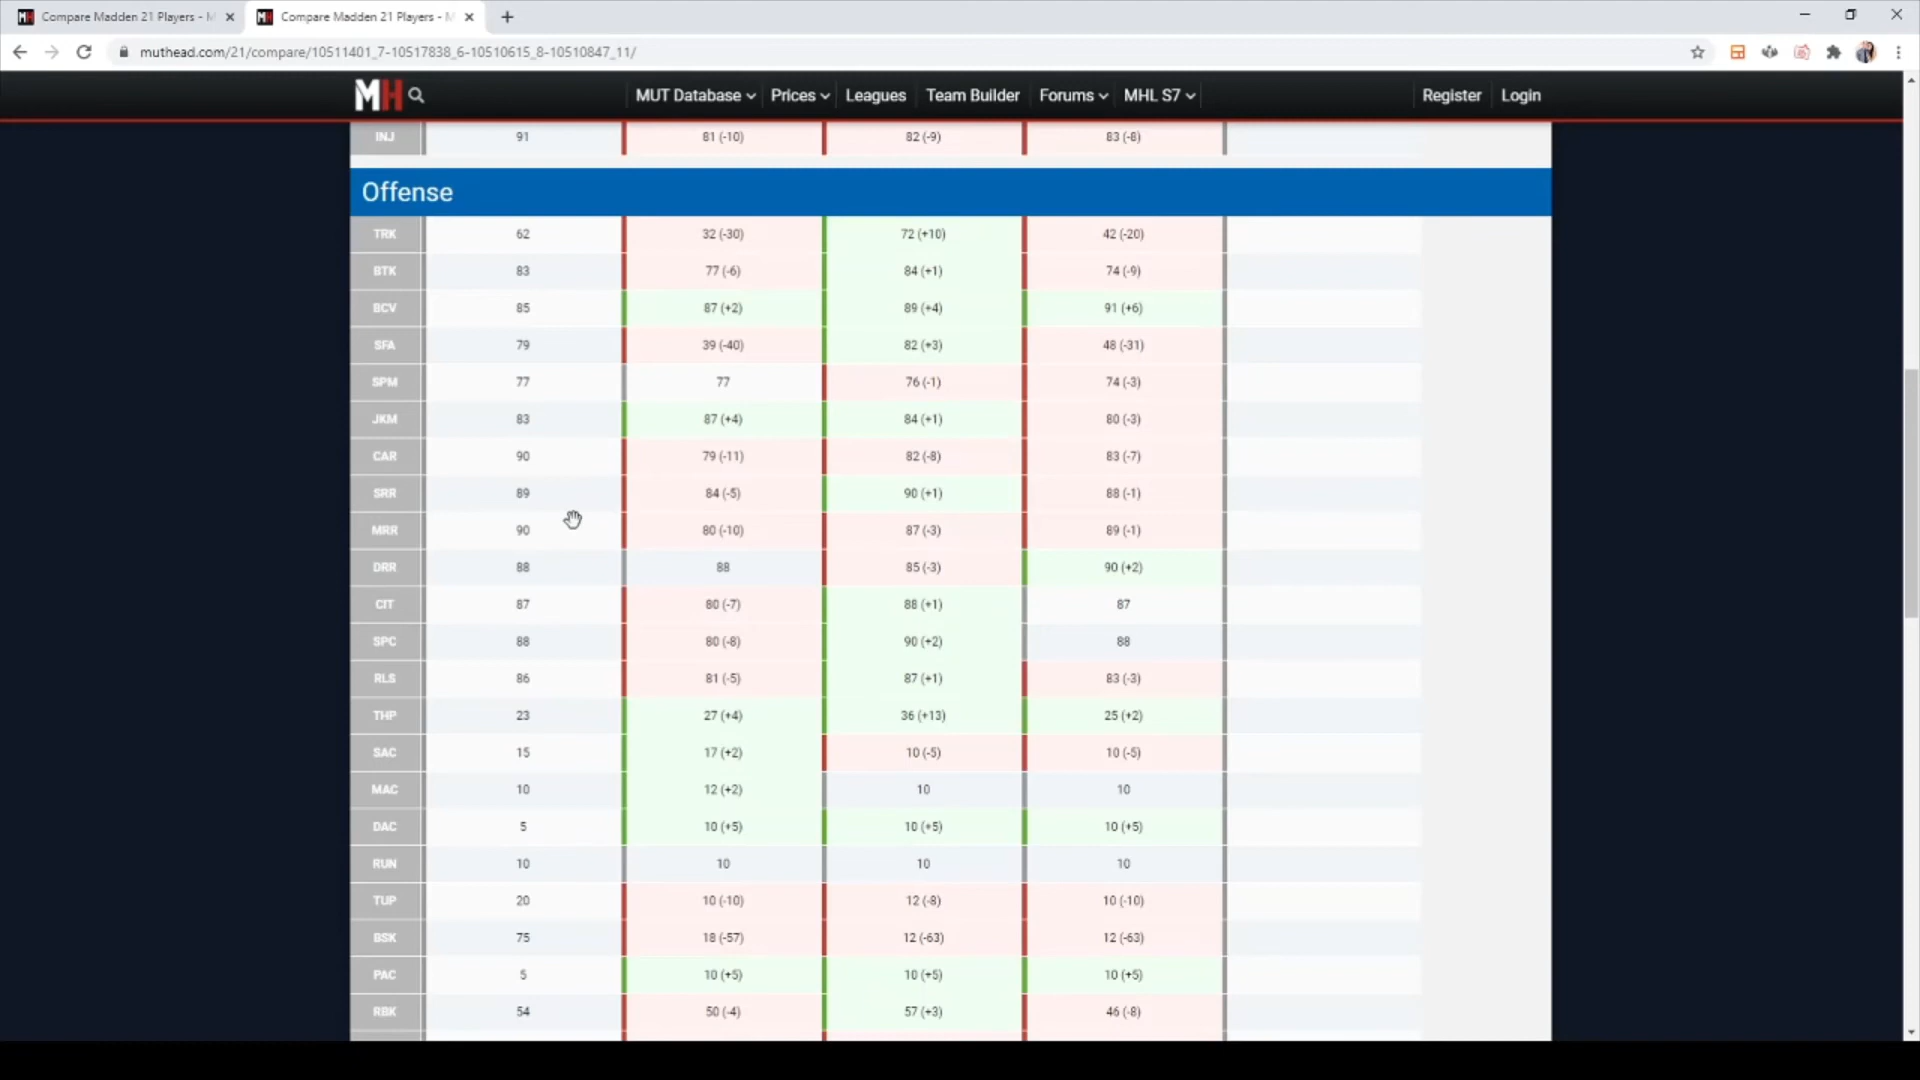 Compare Madden 21 Players - M
Compare Madden 21 Players - M
muthead.com/21/compare/10511401_7-10517838_6-10510615_8-10510847_11/
MH MUT Database Prices Leagues Team Builder Forums MHL S7 Register Login
INJ 91 81 (-10) 82 (-9) 83 (-8)
Offense
TRK 62 32 (-30) 72 (+10) 42 (-20)
BTK 83 77 (-6) 84 (+1) 74 (-9)
BCV 85 87 (+2) 89 (+4) 91 (+6)
SFA 79 39 (-40) 82 (+3) 48 (-31)
SPM 77 77 76 (-1) 74 (-3)
JKM 83 87 (+4) 84 (+1) 80 (-3)
CAR 90 79 (-11) 82 (-8) 83 (-7)
SRR 89 84 (-5) 90 (+1) 88 (-1)
MRR 90 80 (-10) 87 (-3) 89 (-1)
DRR 88 88 85 (-3) 90 (+2)
CIT 87 80 (-7) 88 (+1) 87
SPC 88 80 (-8) 90 (+2) 88
RLS 86 81 (-5) 87 (+1) 83 (-3)
THP 23 27 (+4) 36 (+13) 25 (+2)
SAC 15 17 (+2) 10 (-5) 10 (-5)
MAC 10 12 (+2) 10 10
DAC 5 10 (+5) 10 (+5) 10 (+5)
RUN 10 10 10 10
TUP 20 10 (-10) 12 (-8) 10 (-10)
BSK 75 18 (-57) 12 (-63) 12 (-63)
PAC 5 10 (+5) 10 (+5) 10 (+5)
RBK 54 50 (-4) 57 (+3) 46 (-8)